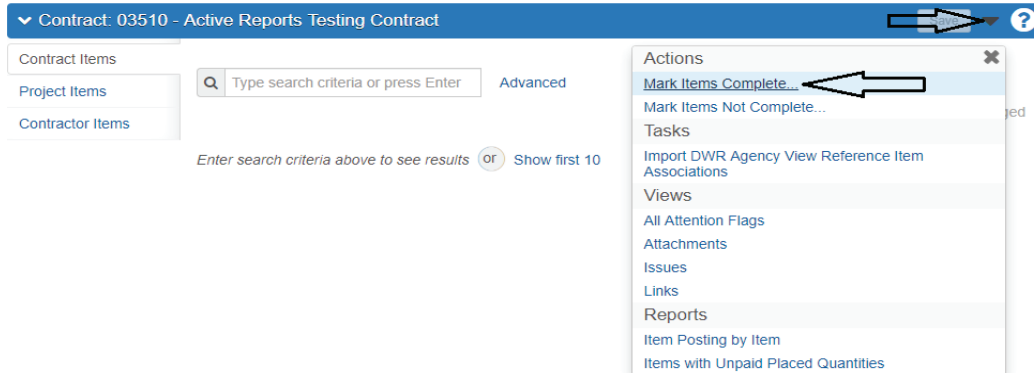 Contract: 03510 - Active Reports Testing Contract
Save
?
Contract Items
Project Items
Contractor Items
Type search criteria or press Enter
Advanced
Enter search criteria above to see results or Show first 10
Actions
Mark Items Complete...
Mark Items Not Complete...
Tasks
Import DWR Agency View Reference Item
Associations
Views
All Attention Flags
Attachments
Issues
Links
Reports
Item Posting by Item
Items with Unpaid Placed Quantities